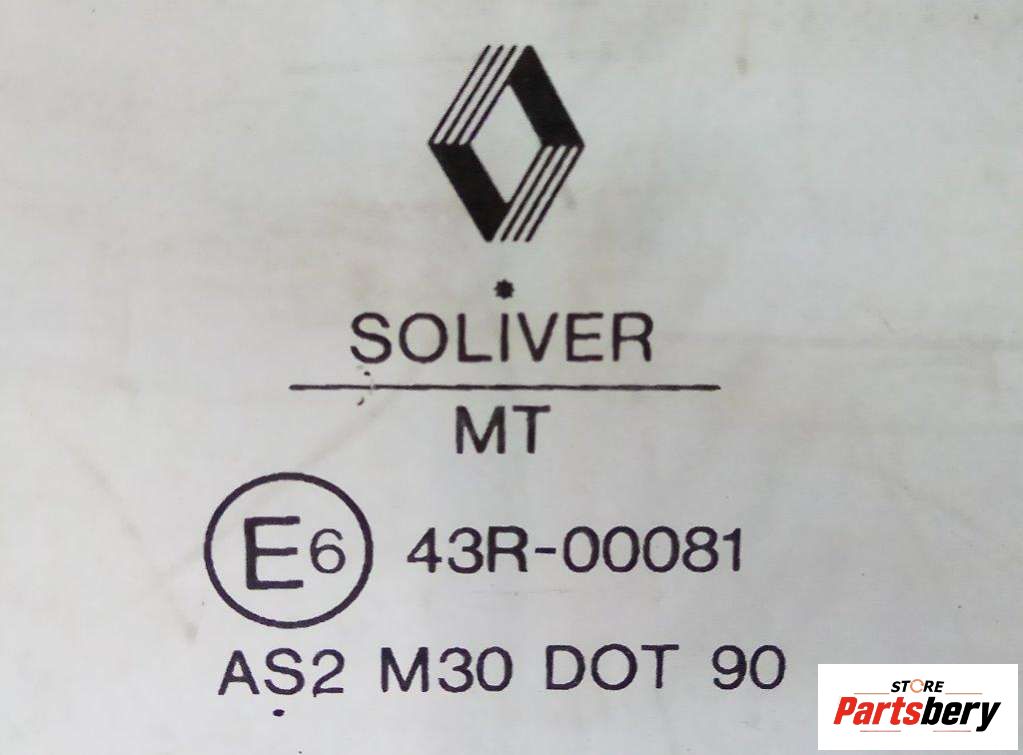 SOLIVER
MT
E6 43R-00081
AS2 M30 DOT 90
STORE
Partsbery